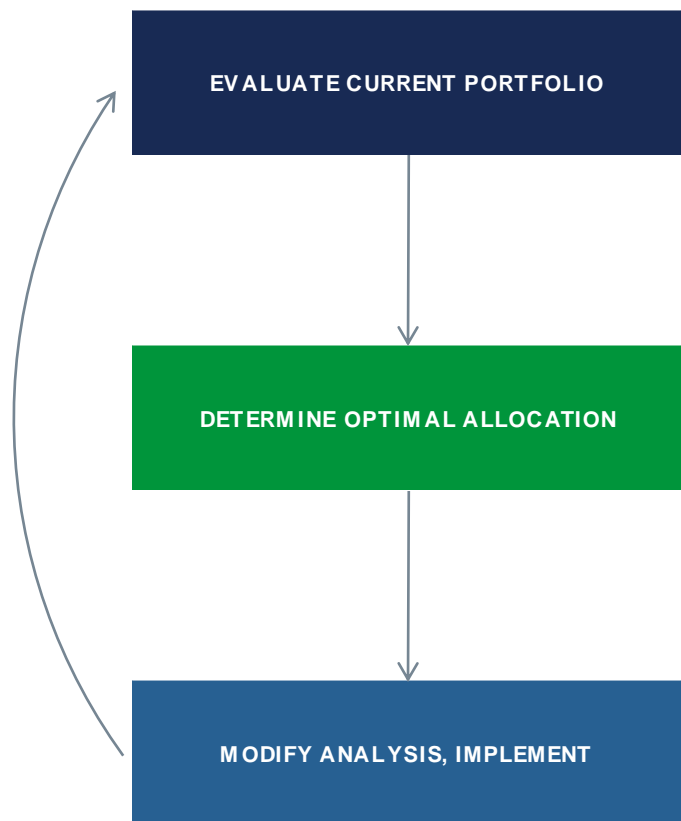 EVALUATE CURRENT PORTFOLIO
DETERMINE OPTIMAL ALLOCATION
MODIFY ANALYSIS, IMPLEMENT